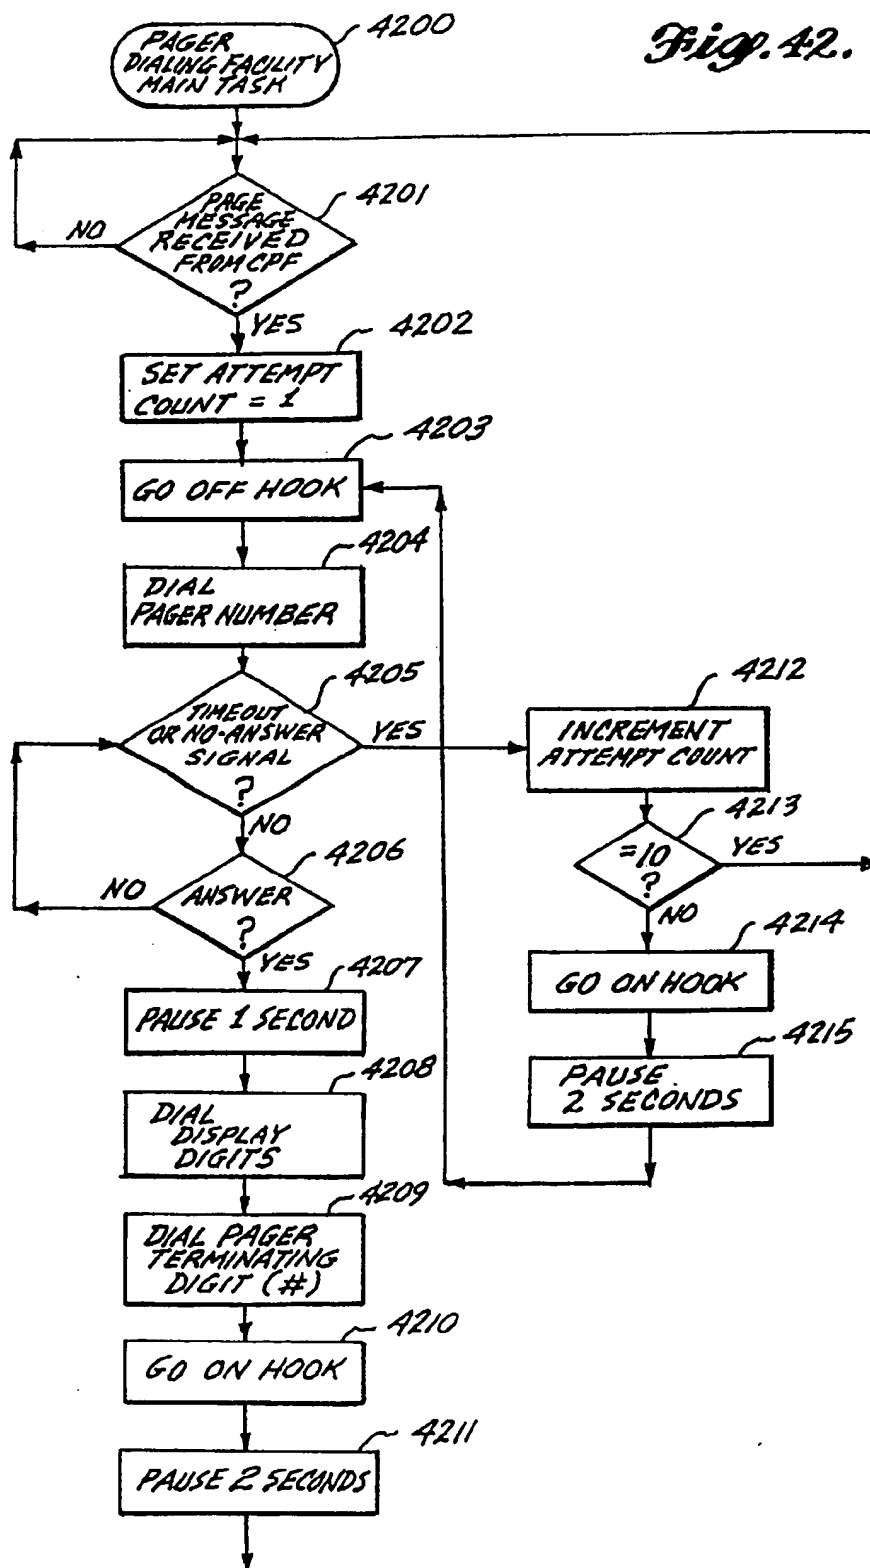 Fig. 42.
4200
PAGER
DIALING FACILITY
MAIN TASK
4201
PAGE
MESSAGE
RECEIVED
FROM CPF
?
NO
YES
4202
SET ATTEMPT
COUNT = 1
4203
GO OFF HOOK
4204
DIAL
PAGER NUMBER
4205
TIMEOUT
OR NO-ANSWER
SIGNAL
?
YES
NO
4206
ANSWER
?
NO
YES
4207
PAUSE 1 SECOND
4208
DIAL
DISPLAY
DIGITS
4209
DIAL PAGER
TERMINATING
DIGIT (#)
4210
GO ON HOOK
4211
PAUSE 2 SECONDS
4212
INCREMENT
ATTEMPT COUNT
4213
=10
?
YES
NO
4214
GO ON HOOK
4215
PAUSE
2 SECONDS